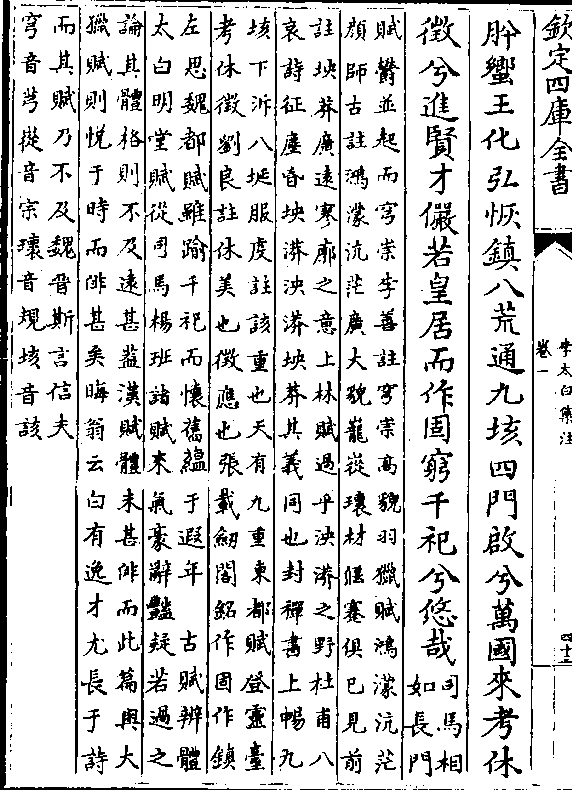 欽定四庫全書
李太白集注
卷一
四十三
肸蠁王化弘恢鎮八荒通九垓四門啟兮萬國來考休
徵兮進賢才儼若皇居而作固窮千祀兮悠哉
司馬相
如長門
賦鬱並起而穹崇李善註穹崇高貌羽獵賦鴻濛沆茫
顔師古註鴻濛沆茫廣大貌巃嵸瓌材偃蹇俱已見前
註坱莽廣遠寥廓之意上林賦過乎泱漭之野杜甫八
哀詩征塵昏坱漭泱漭坱莽其義同也封禪書上暢九
垓下泝八埏服虔註該重也天有九重東都賦登靈臺
考休徵劉良註休美也徵應也張載劒閣銘作固作鎮
左思魏都賦雖踰千祀而懷舊藴于遐年
古賦辨體
太白明堂賦從司馬楊班諸賦來氣豪辭豔疑若過之
論其體格則不及遠甚葢漢賦體未甚俳而此篇與大
獵賦則悦于時而俳甚矣晦翁云白有逸才尤長于詩
而其賦乃不及魏晉斯言信夫
穹音芎從音宗瓌音規垓音該